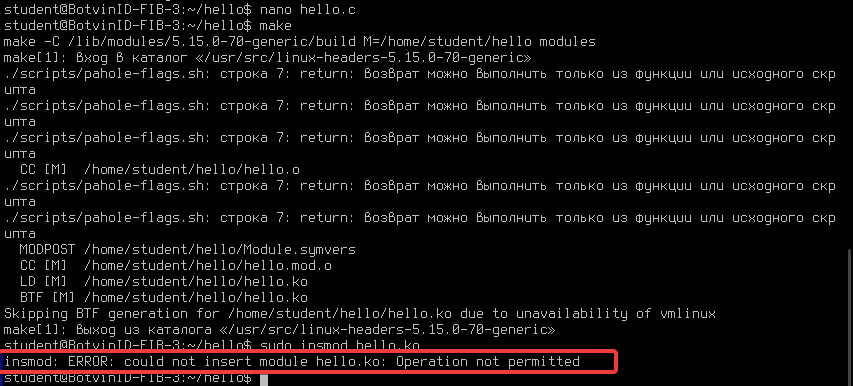 student@BotvinID-FIB-3:~/hello$ nano hello.c
student@BotvinID-FIB-3:~/hello$ make
make -C /lib/modules/5.15.0-70-generic/build M=/home/student/hello modules
make[1]: вход в каталог «/usr/src/linux-headers-5.15.0-70-generic»
./scripts/pahole-flags.sh: строка 7: return: возврат можно выполнить только из функции или исходного скр
ипта
./scripts/pahole-flags.sh: строка 7: return: возврат можно выполнить только из функции или исходного скр
ипта
./scripts/pahole-flags.sh: строка 7: return: возврат можно выполнить только из функции или исходного скр
ипта
  CC [M]  /home/student/hello/hello.o
./scripts/pahole-flags.sh: строка 7: return: возврат можно выполнить только из функции или исходного скр
ипта
./scripts/pahole-flags.sh: строка 7: return: возврат можно выполнить только из функции или исходного скр
ипта
  MODPOST /home/student/hello/Module.symvers
  CC [M]  /home/student/hello/hello.mod.o
  LD [M]  /home/student/hello/hello.ko
  BTF [M] /home/student/hello/hello.ko
Skipping BTF generation for /home/student/hello/hello.ko due to unavailability of vmlinux
make[1]: Выход из каталога «/usr/src/linux-headers-5.15.0-70-generic»
student@BotvinID-FIB-3:~/hello$ sudo insmod hello.ko
insmod: ERROR: could not insert module hello.ko: Operation not permitted
student@BotvinID-FIB-3:~/hello$